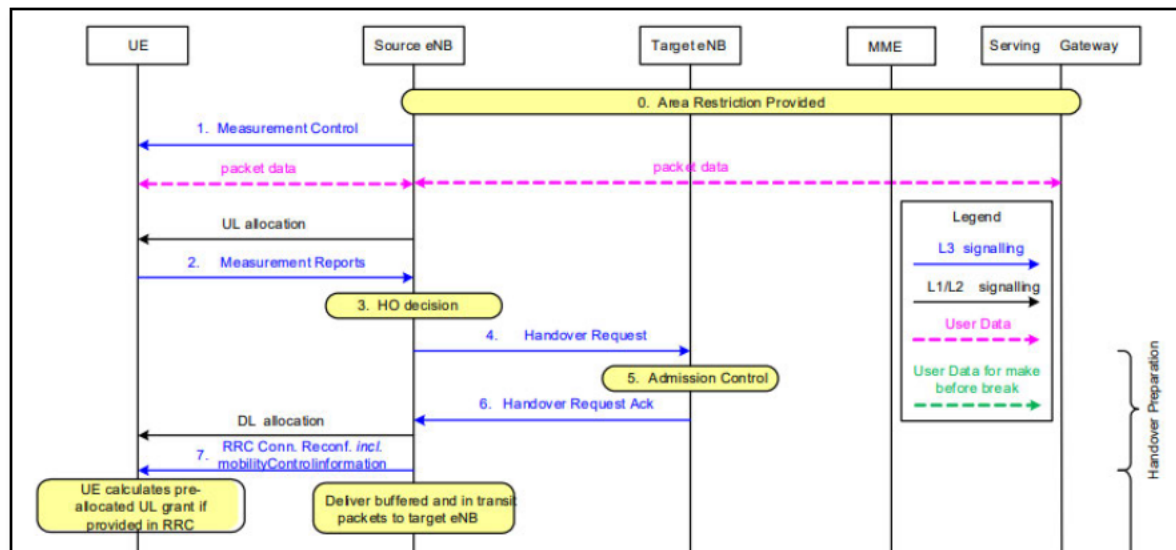 UE
Source eNB
Target eNB
MME
Serving Gateway
0. Area Restriction Provided
1. Measurement Control
packet data
packet data
UL allocation
Legend
L3 signalling
2. Measurement Reports
L1/L2 signalling
3. HO decision
User Data
4. Handover Request
User Data for make
before break
5. Admission Control
6. Handover Request Ack
DL allocation
7. RRC Conn. Reconf. incl.
mobilityControlinformation
Handover Preparation
UE calculates pre-
allocated UL grant if
provided in RRC
Deliver buffered and in transit
packets to target eNB